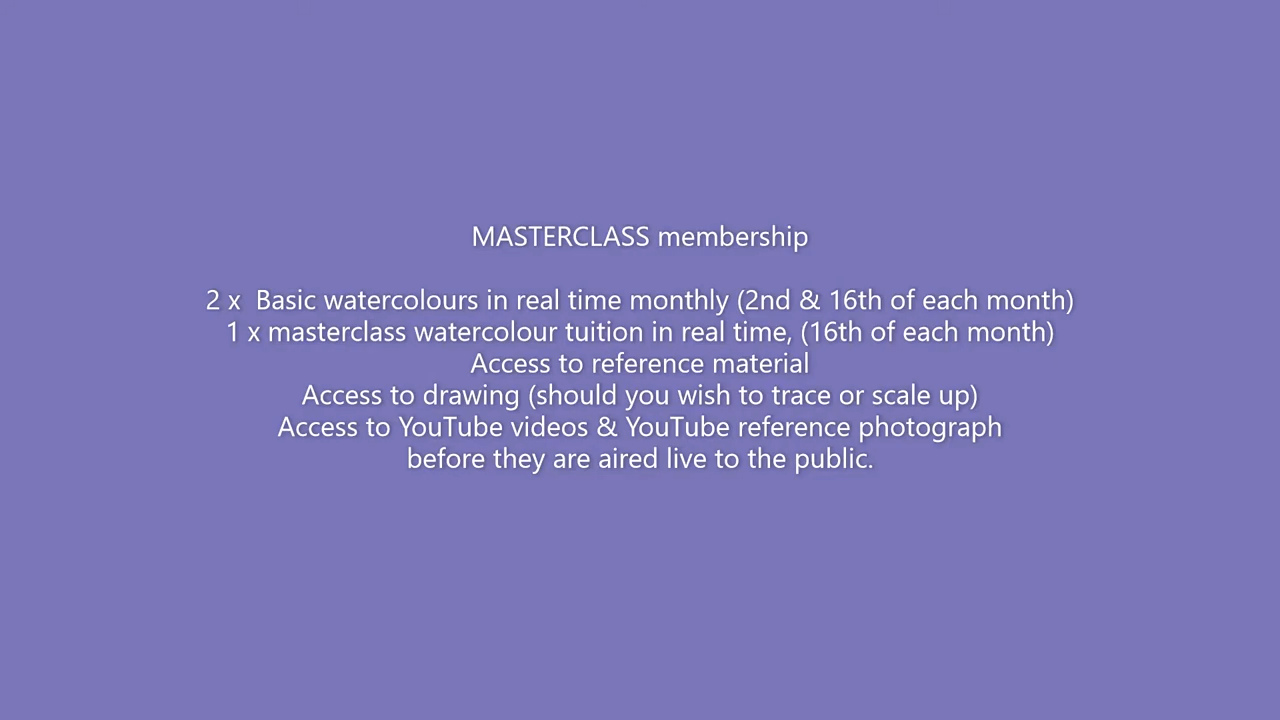 MASTERCLASS membership
2 x  Basic watercolours in real time monthly (2nd & 16th of each month)
1 x masterclass watercolour tuition in real time, (16th of each month)
Access to reference material
Access to drawing (should you wish to trace or scale up)
Access to YouTube videos & YouTube reference photograph
before they are aired live to the public.